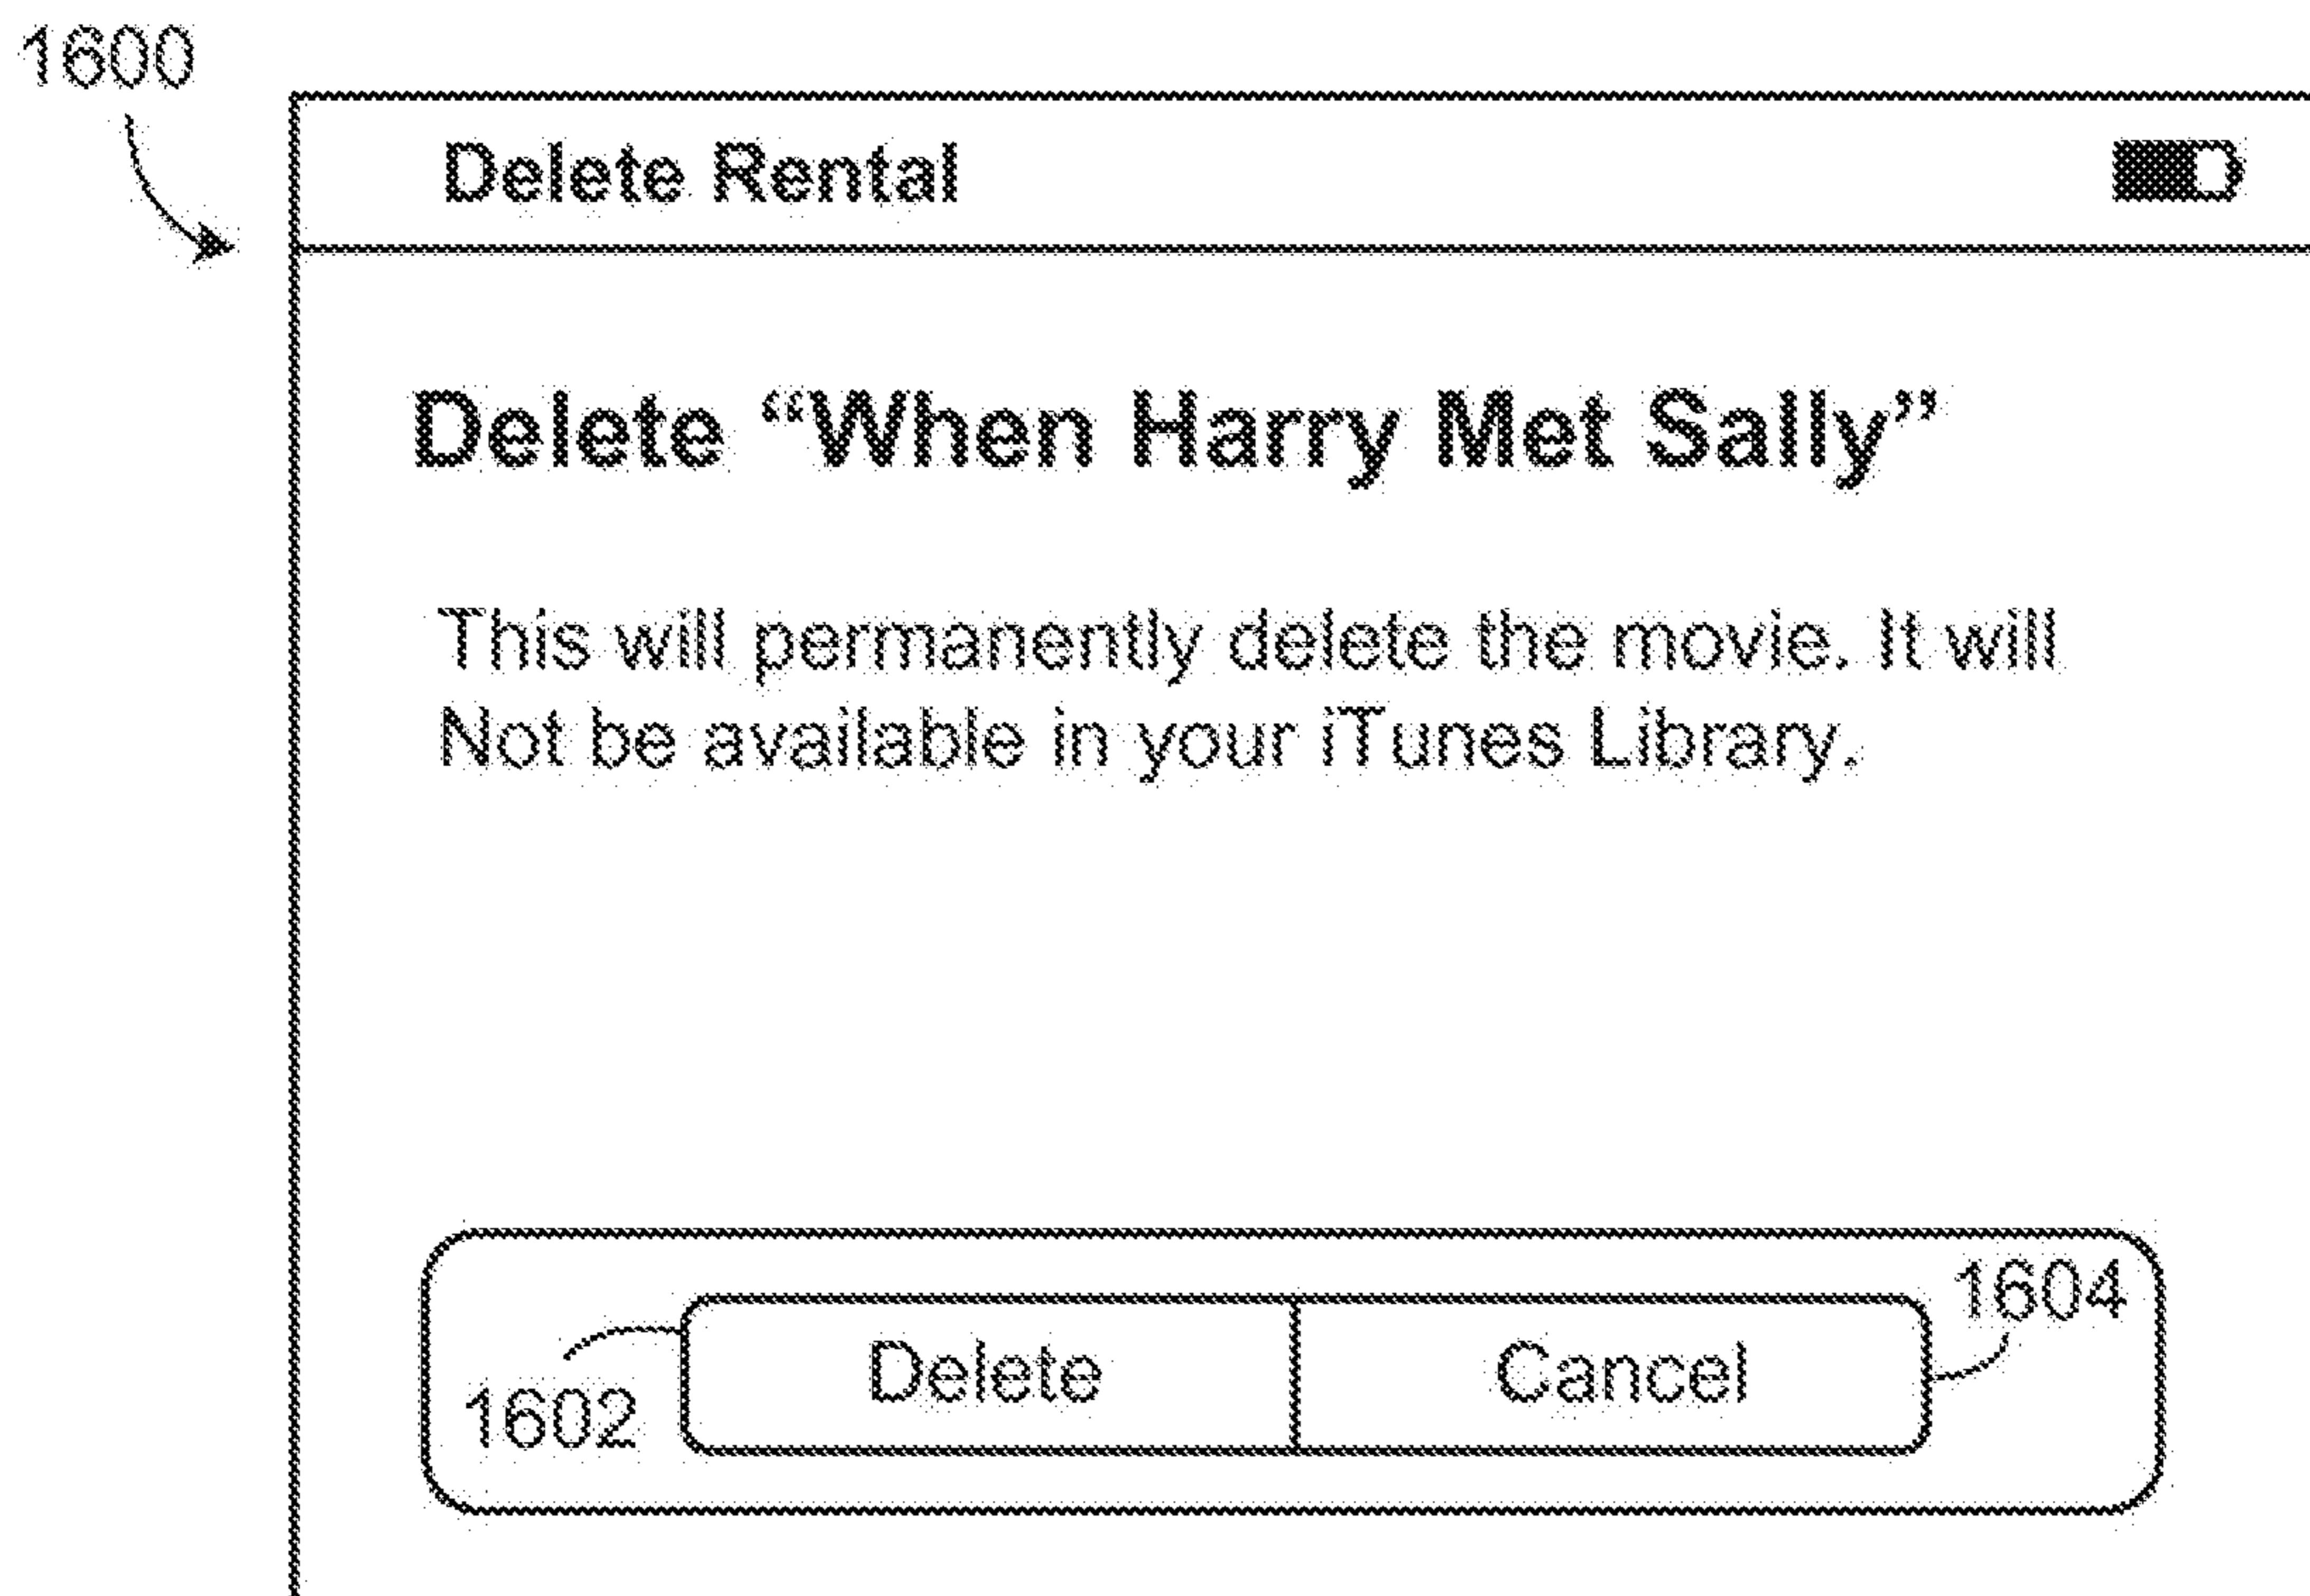 1600
Delete Rental
Delete “When Harry Met Sally”
This will permanently delete the movie. It will
Not be available in your iTunes Library.
1604
Delete Cancel
1602